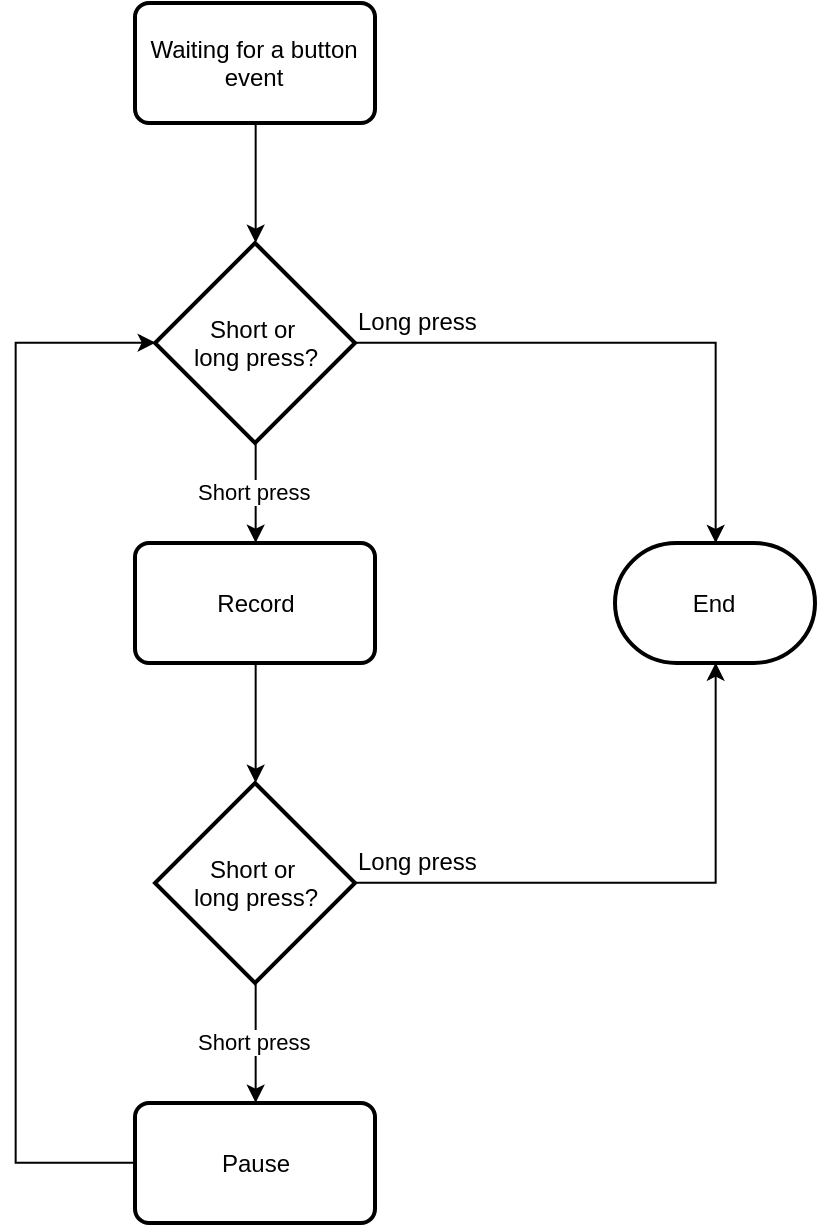 Waiting for a button
event
Short or
long press?
Long press
Short press
Record
End
Short or
long press?
Long press
Short press
Pause